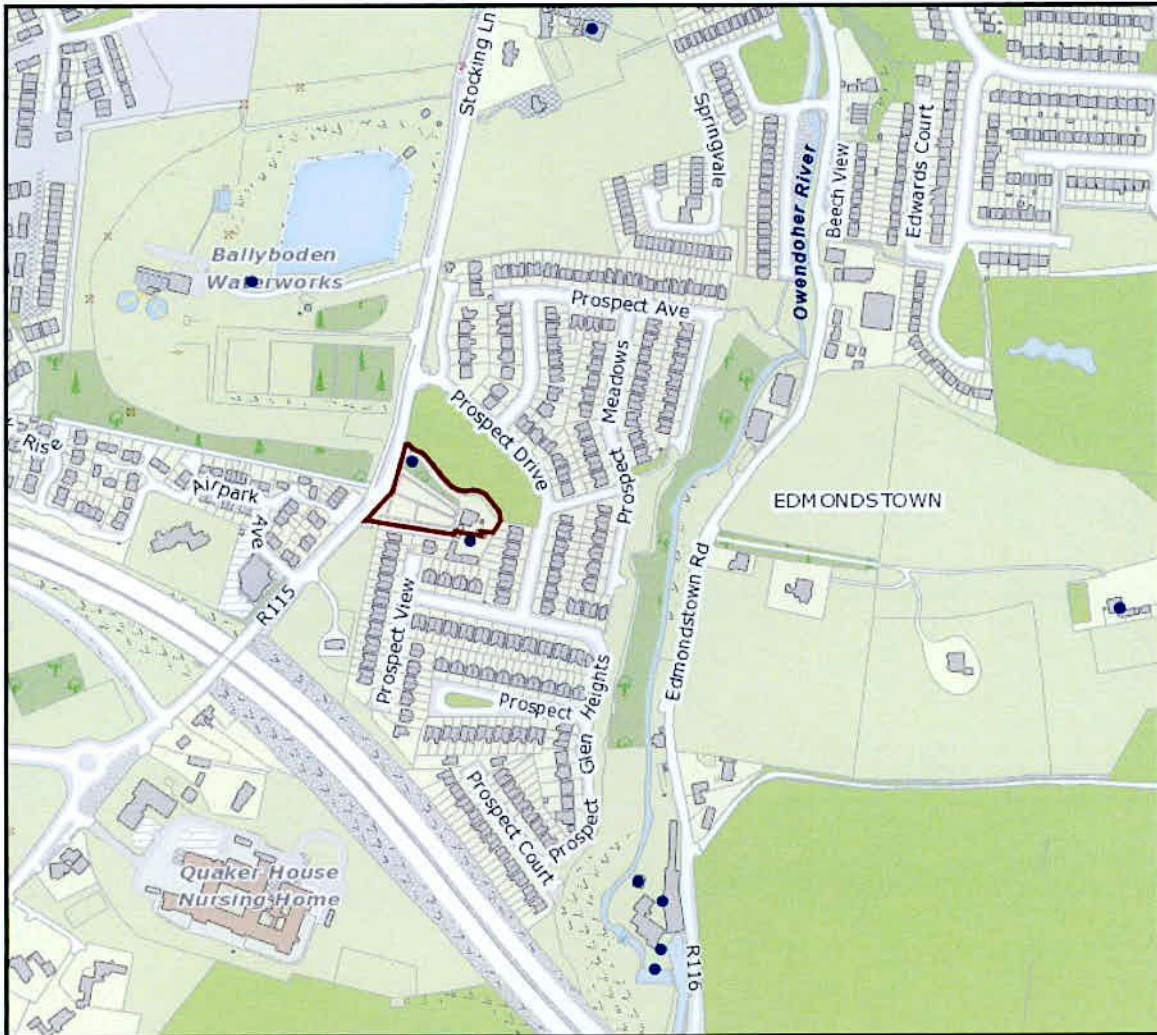 Stocking Ln
Springvale
Owendoher River
Beech View
Edwards Court
Ballyboden
Waterworks
Prospect Ave
Meadows
Prospect
Prospect Drive
Rise
Airpark
Ave
R115
EDMONDSTOWN
Edmondstown Rd
Prospect View
Prospect
Heights
Glen
Prospect
Prospect Court
Quaker House
Nursing Home
R116